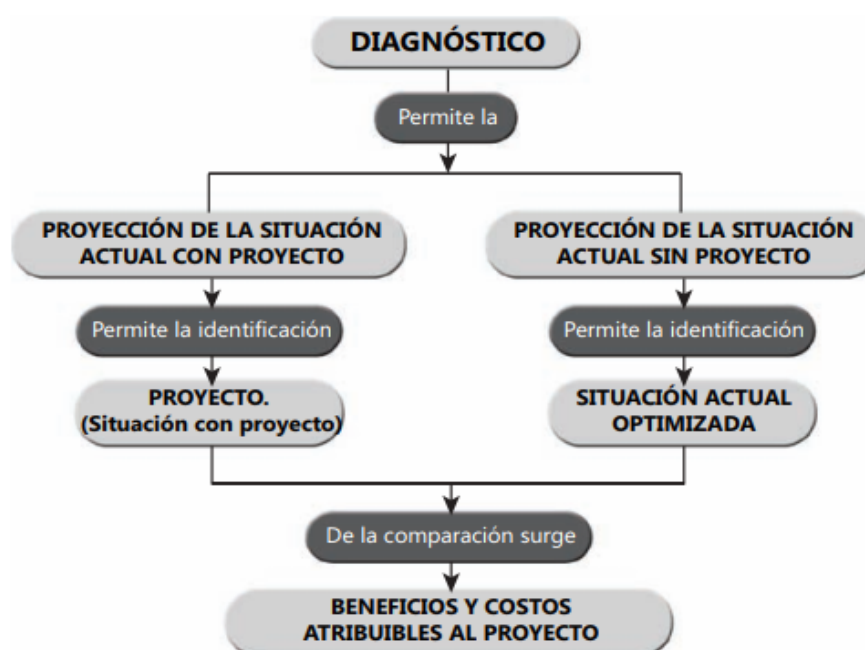 DIAGNÓSTICO
Permite la
PROYECCIÓN DE LA SITUACIÓN
ACTUAL CON PROYECTO
PROYECCIÓN DE LA SITUACIÓN
ACTUAL SIN PROYECTO
Permite la identificación
Permite la identificación
PROYECTO.
(Situación con proyecto)
SITUACIÓN ACTUAL
OPTIMIZADA
De la comparación surge
BENEFICIOS Y COSTOS
ATRIBUIBLES AL PROYECTO